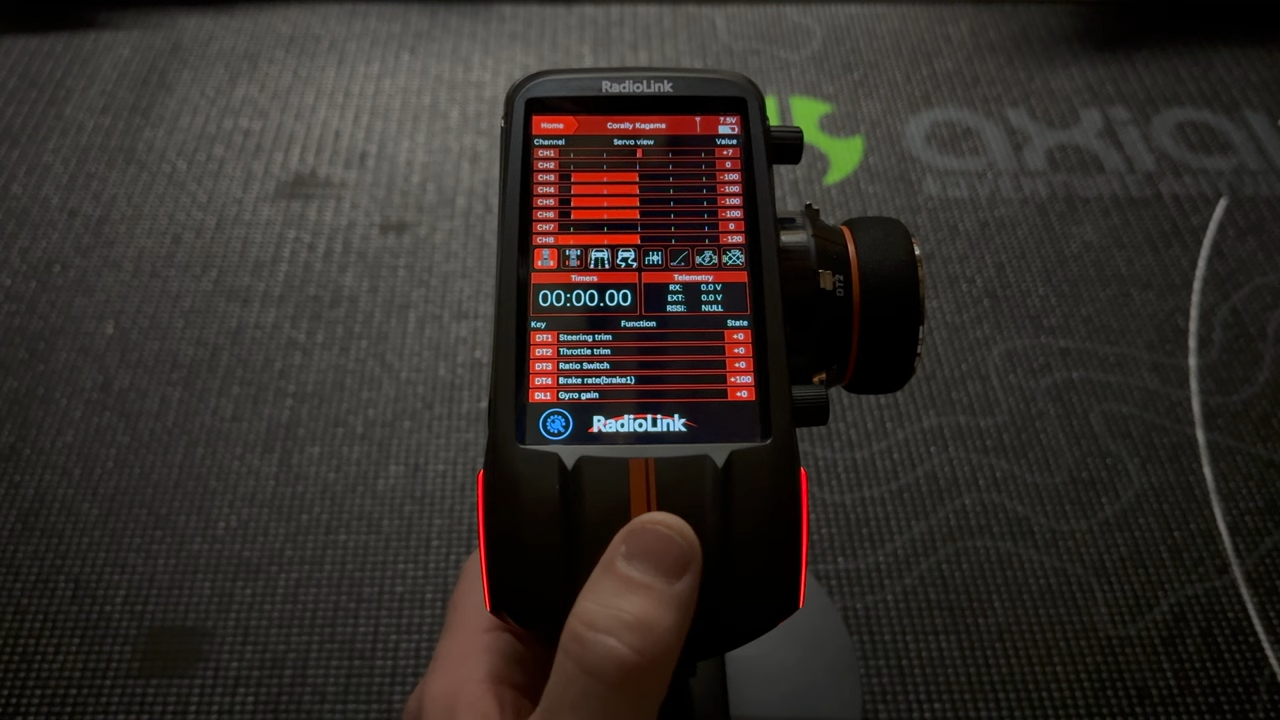 RadioLink
Home Corally Kagama 7.5V
Channel Servo view Value
CH1 +7
CH2 0
CH3 -100
CH4 -100
CH5 -100
CH6 -100
CH7 0
CH8 -120
Timers Telemetry
00:00.00
RX: 0.0 V
EXT: 0.0 V
RSSI: NULL
Key Function State
DT1 Steering trim +0
DT2 Throttle trim +0
DT3 Ratio Switch +0
DT4 Brake rate(brake1) +100
DL1 Gyro gain +0
RadioLink
DT2